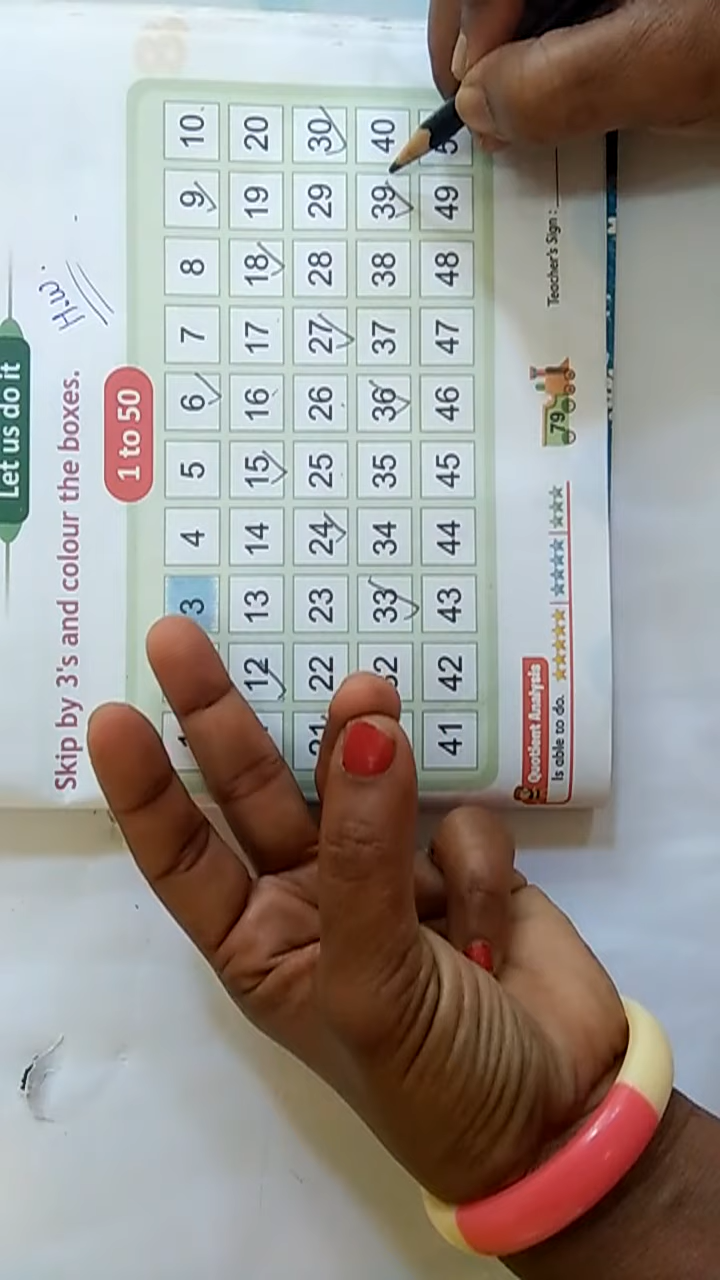 Let us do it
H.W.
Skip by 3's and colour the boxes.
1 to 50
3 4 5 6 7 8 9 10
12 13 14 15 16 17 18 19 20
21 22 23 24 25 26 27 28 29 30
33 34 35 36 37 38 39 40
41 42 43 44 45 46 47 48 49
Quotient Analysis
Is able to do.
79
Teacher's Sign :